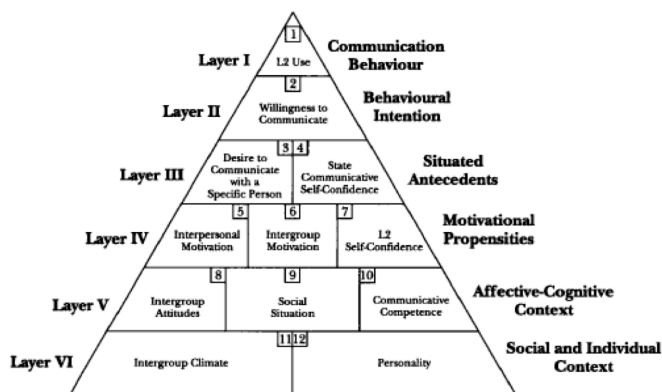 1
Layer I
L2 Use
Communication
Behaviour
2
Layer II
Willingness to
Communicate
Behavioural
Intention
3 4
Layer III
Desire to
Communicate
with a
Specific Person
State
Communicative
Self-Confidence
Situated
Antecedents
5 6 7
Layer IV
Interpersonal
Motivation
Intergroup
Motivation
L2
Self-Confidence
Motivational
Propensities
8 9 10
Layer V
Intergroup
Attitudes
Social
Situation
Communicative
Competence
Affective-Cognitive
Context
11 12
Layer VI
Intergroup Climate
Personality
Social and Individual
Context